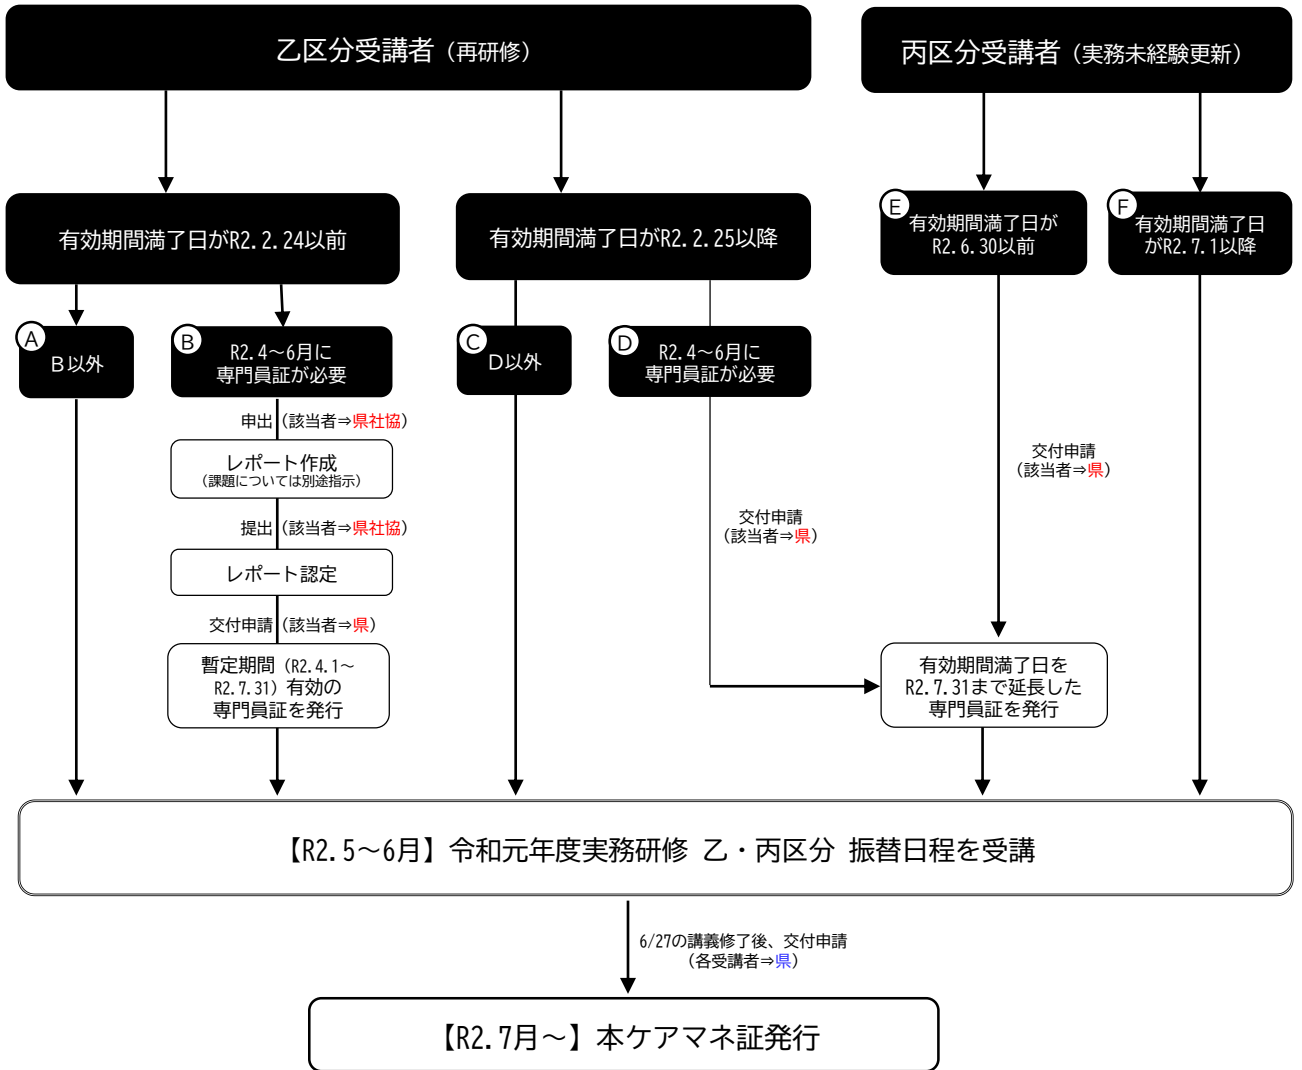 乙区分受講者（再研修）
丙区分受講者（実務未経験更新）
有効期間満了日がR2.2.24以前
有効期間満了日がR2.2.25以降
E
有効期間満了日が
R2.6.30以前
F
有効期間満了日
がR2.7.1以降
A
Ｂ以外
B
R2.4～6月に
専門員証が必要
C
Ｄ以外
D
R2.4～6月に
専門員証が必要
申出（該当者⇒県社協）
レポート作成
（課題については別途指示）
提出（該当者⇒県社協）
レポート認定
交付申請（該当者⇒県）
暫定期間（R2.4.1～
R2.7.31）有効の
専門員証を発行
交付申請
（該当者⇒県）
交付申請
（該当者⇒県）
有効期間満了日を
R2.7.31まで延長した
専門員証を発行
【R2.5～6月】令和元年度実務研修 乙・丙区分 振替日程を受講
6/27の講義修了後、交付申請
（各受講者⇒県）
【R2.7月～】本ケアマネ証発行